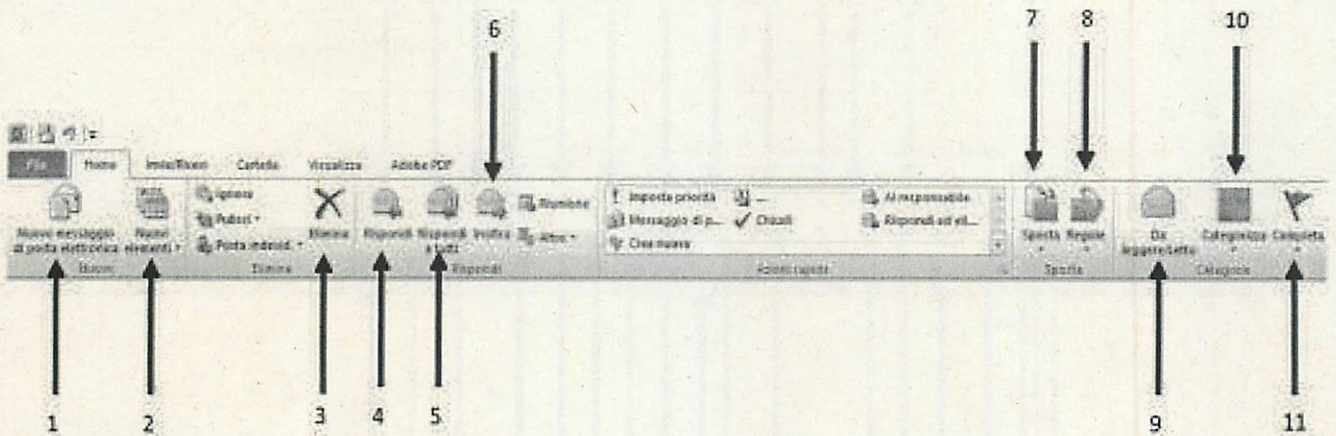 7 8
6 10
File Home Invia/Ricevi Cartella Visualizza Adobe PDF
Ignora Riunione Imposta priorità ... Al responsabile
Pulisci Messaggio di p... Chiudi Rispondi ed eli...
Nuovo messaggio Nuovi Elimina Rispondi Rispondi Inoltra Sposta Regole Da Categorizza Completa
di posta elettronica elementi Posta indesid. a tutti Altro Crea nuova leggere/Letto
Nuovo Elimina Rispondi Azioni rapide Sposta Categorie
1 2 3 4 5 9 11